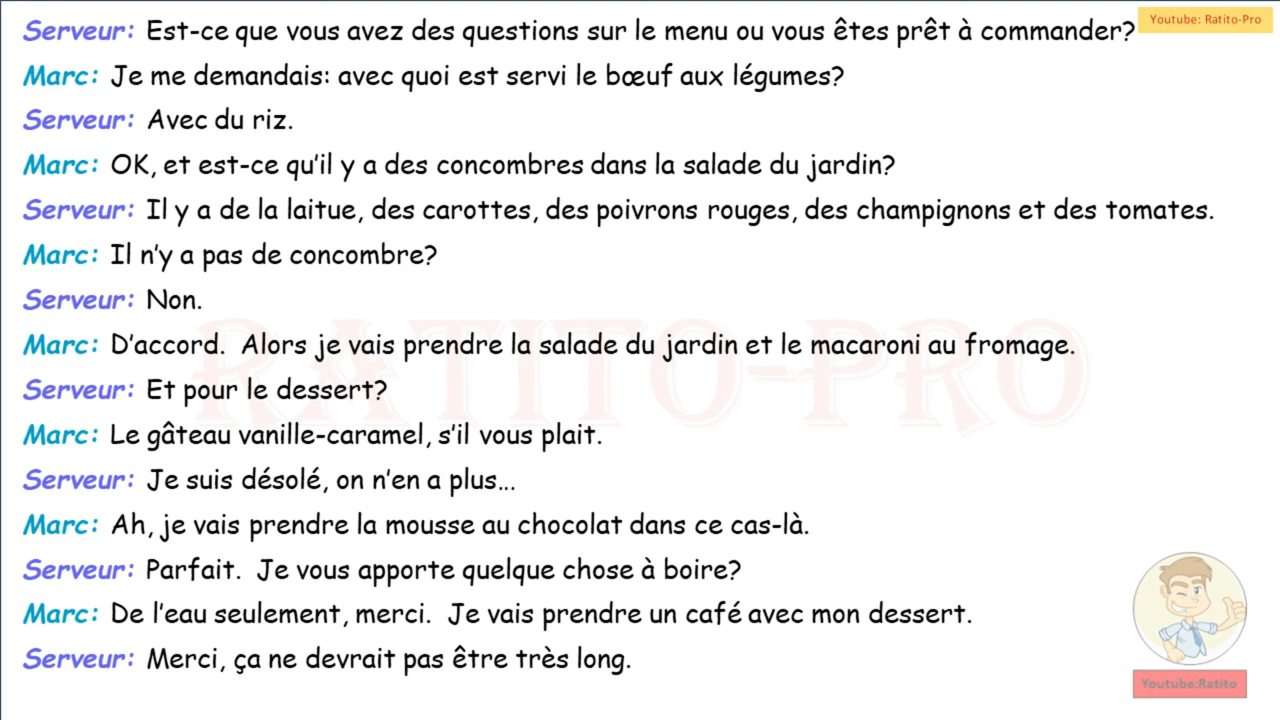 Youtube: Ratito-Pro
Serveur: Est-ce que vous avez des questions sur le menu ou vous êtes prêt à commander?
Marc: Je me demandais: avec quoi est servi le bœuf aux légumes?
Serveur: Avec du riz.
Marc: OK, et est-ce qu'il y a des concombres dans la salade du jardin?
Serveur: Il y a de la laitue, des carottes, des poivrons rouges, des champignons et des tomates.
Marc: Il n'y a pas de concombre?
Serveur: Non.
Marc: D'accord. Alors je vais prendre la salade du jardin et le macaroni au fromage.
Serveur: Et pour le dessert?
Marc: Le gâteau vanille-caramel, s'il vous plait.
Serveur: Je suis désolé, on n'en a plus...
Marc: Ah, je vais prendre la mousse au chocolat dans ce cas-là.
Serveur: Parfait. Je vous apporte quelque chose à boire?
Marc: De l'eau seulement, merci. Je vais prendre un café avec mon dessert.
Serveur: Merci, ça ne devrait pas être très long.
RATITO-PRO
Youtube:Ratito